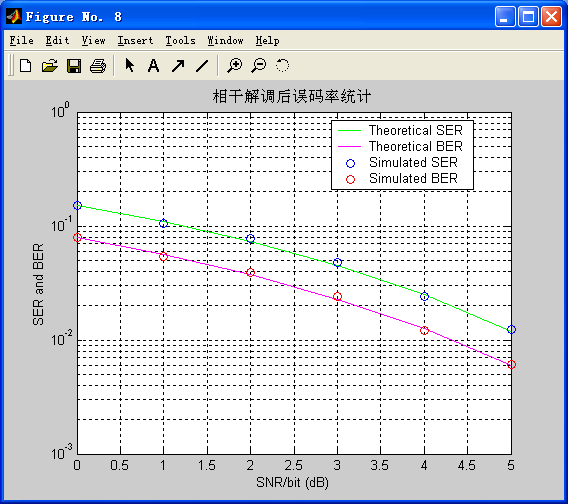 Figure No. 8
File Edit View Insert Tools Window Help
A
相干解调后误码率统计
10^0
10^-1
10^-2
10^-3
SER and BER
Theoretical SER
Theoretical BER
Simulated SER
Simulated BER
0 0.5 1 1.5 2 2.5 3 3.5 4 4.5 5
SNR/bit (dB)